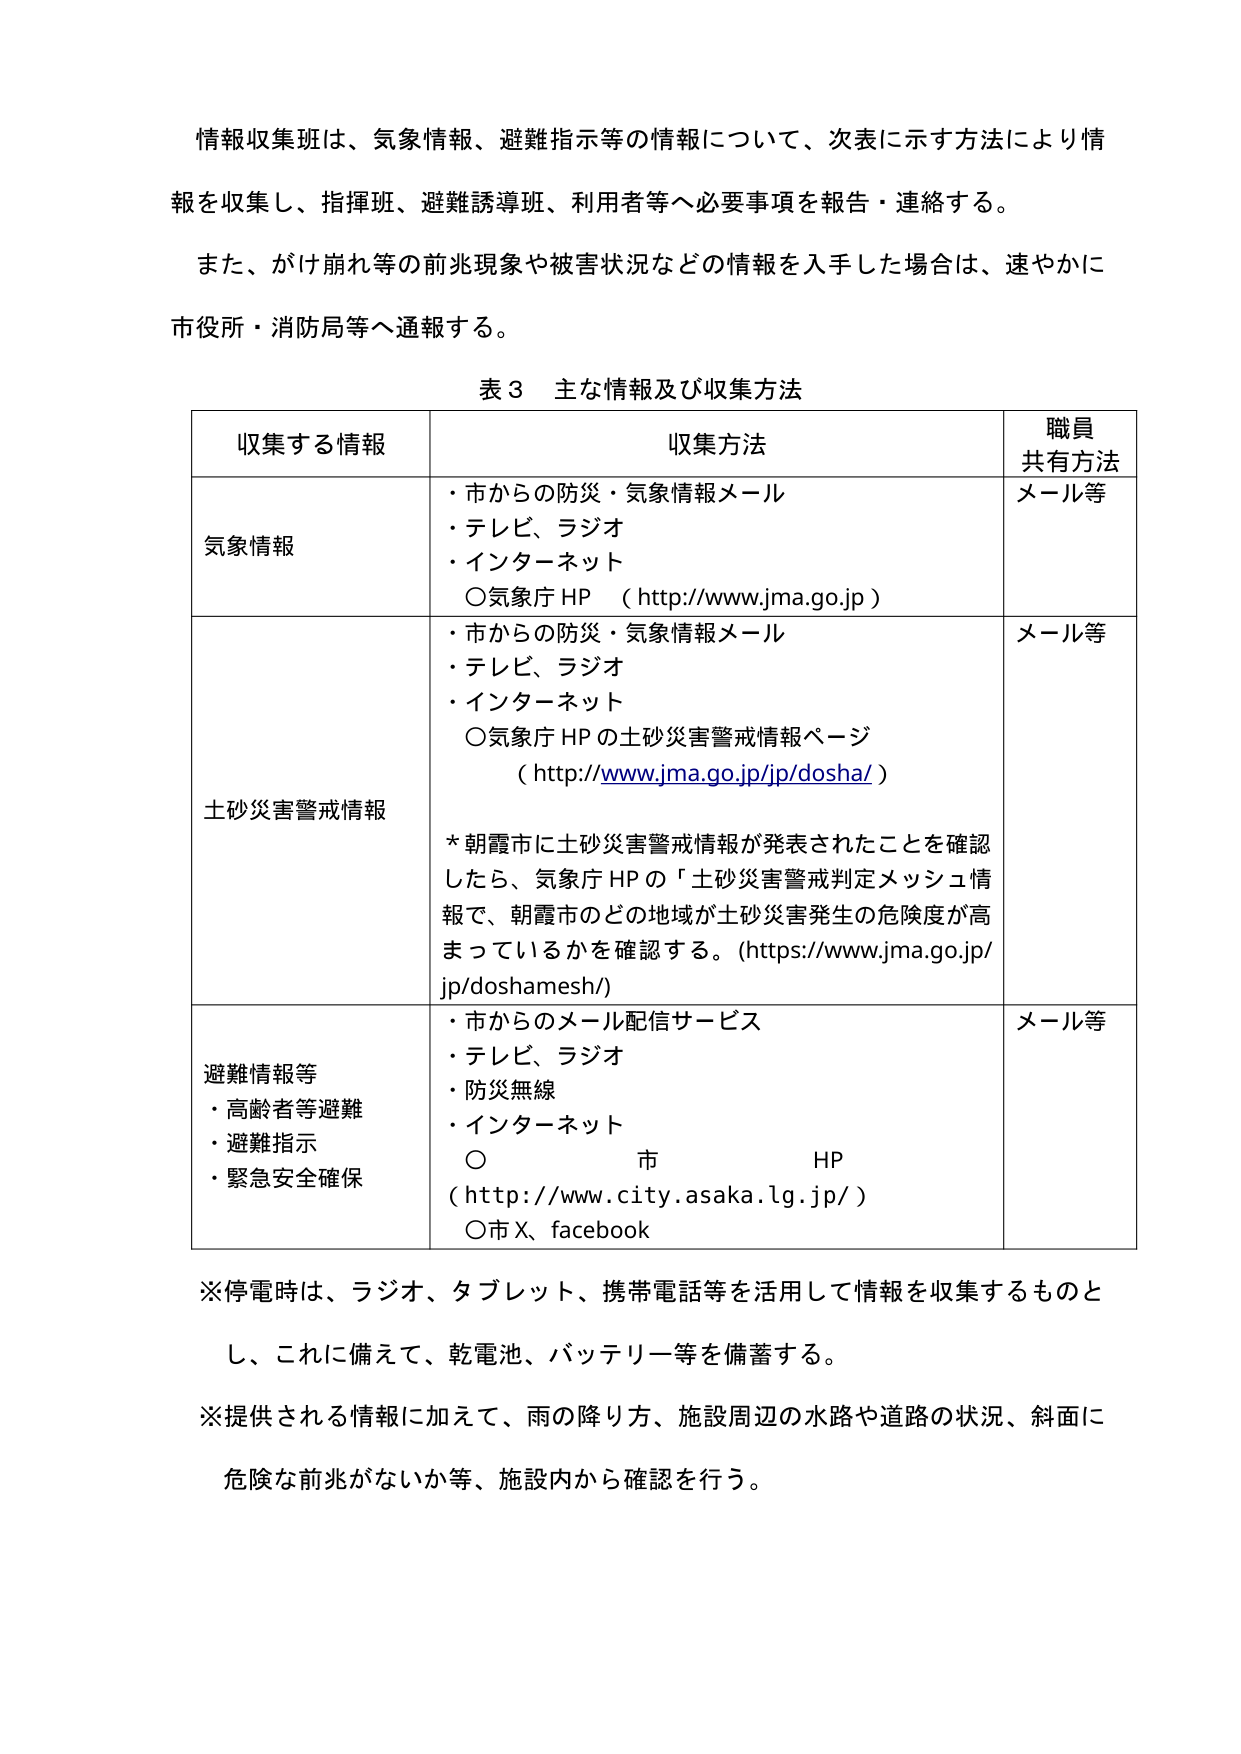 情報収集班は、気象情報、避難指示等の情報について、次表に示す方法により情
報を収集し、指揮班、避難誘導班、利用者等へ必要事項を報告・連絡する。
また、がけ崩れ等の前兆現象や被害状況などの情報を入手した場合は、速やかに
市役所・消防局等へ通報する。
表３　主な情報及び収集方法
収集する情報
収集方法
職員
共有方法
気象情報
・市からの防災・気象情報メール
・テレビ、ラジオ
・インターネット
〇気象庁 HP　（ http://www.jma.go.jp ）
メール等
土砂災害警戒情報
・市からの防災・気象情報メール
・テレビ、ラジオ
・インターネット
〇気象庁 HP の土砂災害警戒情報ページ
（ http://www.jma.go.jp/jp/dosha/ ）
＊朝霞市に土砂災害警戒情報が発表されたことを確認
したら、気象庁 HP の「土砂災害警戒判定メッシュ情
報で、朝霞市のどの地域が土砂災害発生の危険度が高
まっているかを確認する。(https://www.jma.go.jp/
jp/doshamesh/)
メール等
避難情報等
・高齢者等避難
・避難指示
・緊急安全確保
・市からのメール配信サービス
・テレビ、ラジオ
・防災無線
・インターネット
〇　市　HP
（http://www.city.asaka.lg.jp/）
〇市 X、facebook
メール等
※停電時は、ラジオ、タブレット、携帯電話等を活用して情報を収集するものと
し、これに備えて、乾電池、バッテリー等を備蓄する。
※提供される情報に加えて、雨の降り方、施設周辺の水路や道路の状況、斜面に
危険な前兆がないか等、施設内から確認を行う。